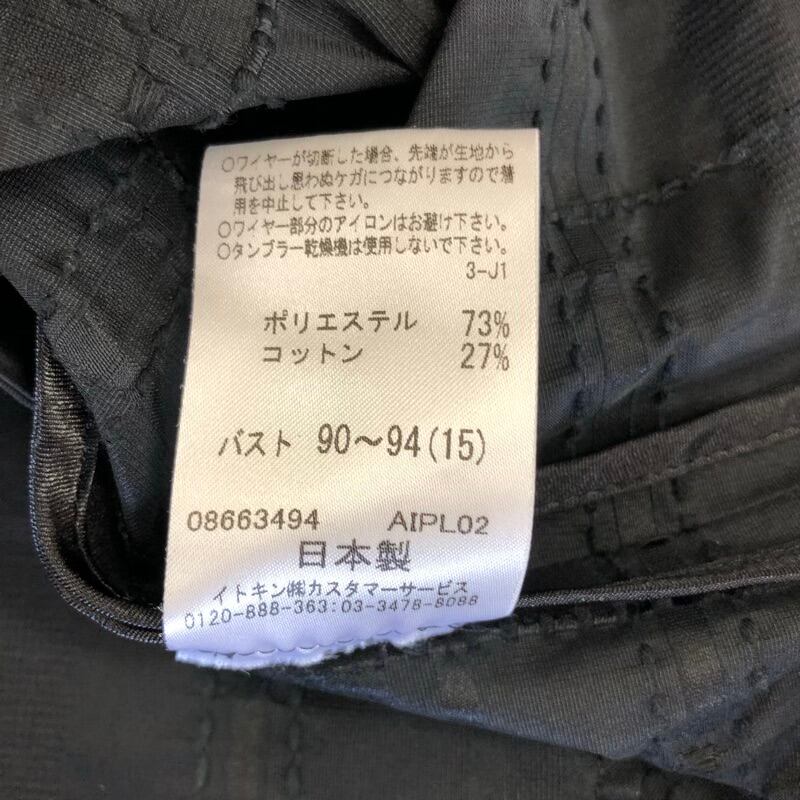 ○ワイヤーが切断した場合、先端が生地から
飛び出し思わぬケガにつながりますので着
用を中止して下さい。
○ワイヤー部分のアイロンはお避け下さい。
○タンブラー乾燥機は使用しないで下さい。
3-J1
ポリエステル 73%
コットン 27%
バスト 90～94(15)
08663494 AIPL02
日本製
イトキン㈱カスタマーサービス
0120-888-363:03-3478-8088